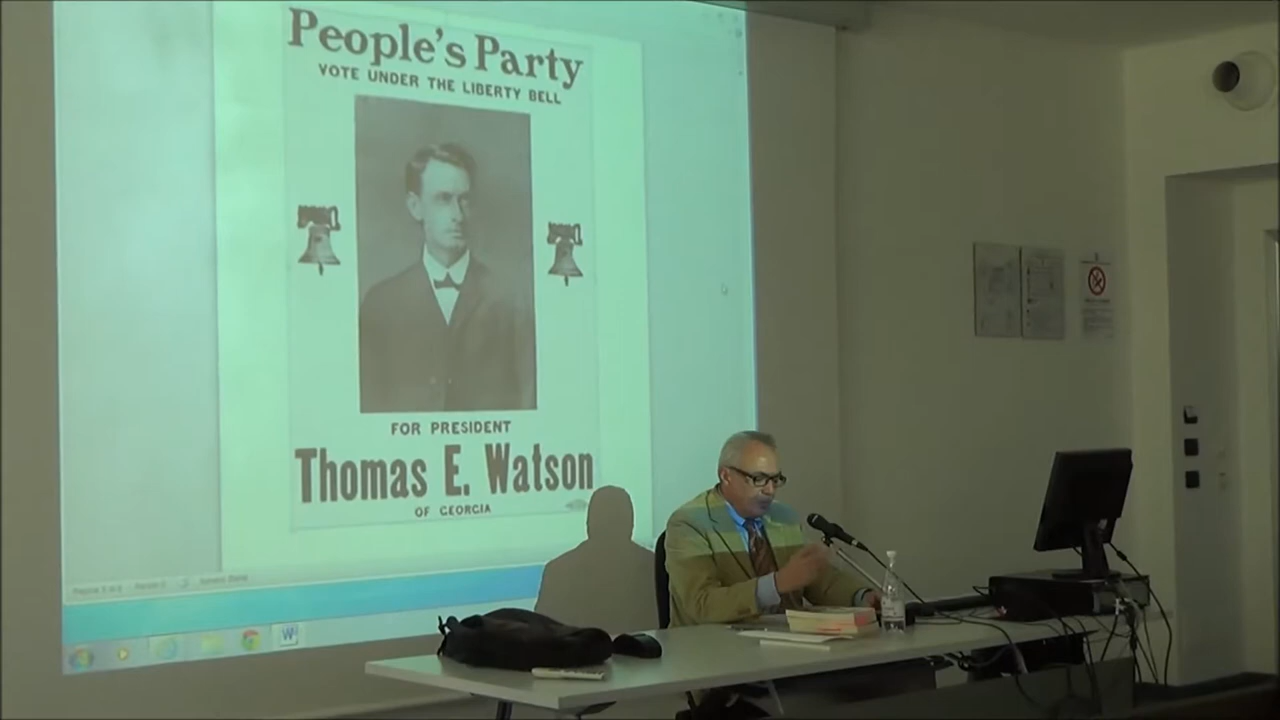 People's Party
VOTE UNDER THE LIBERTY BELL
FOR PRESIDENT
Thomas E. Watson
OF GEORGIA
W